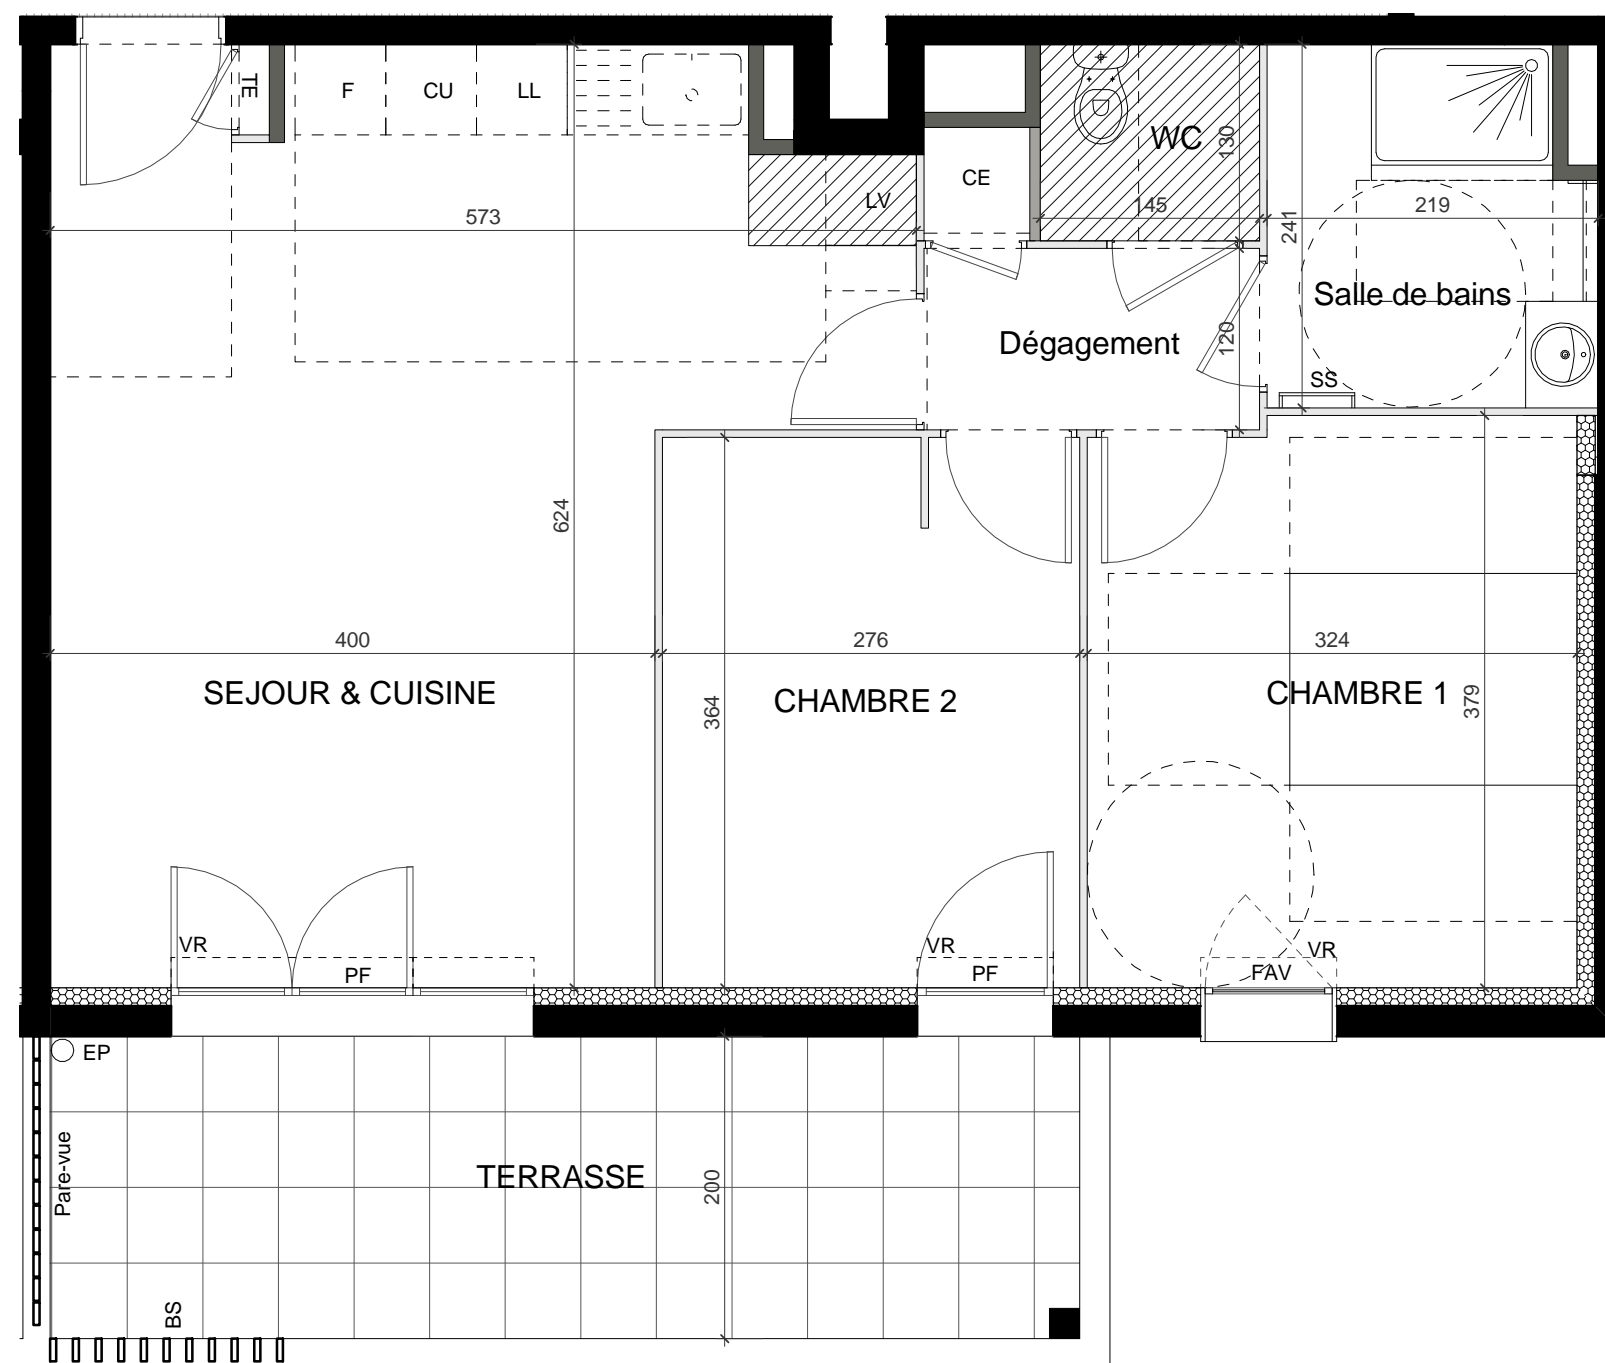 TE
F
CU
LL
WC
130
CE
LV
573
145
241
219
Salle de bains
Dégagement
120
SS
624
400
276
324
SEJOUR & CUISINE
CHAMBRE 2
CHAMBRE 1
364
379
VR
PF
VR
PF
VR
FAV
EP
Pare-vue
TERRASSE
200
BS